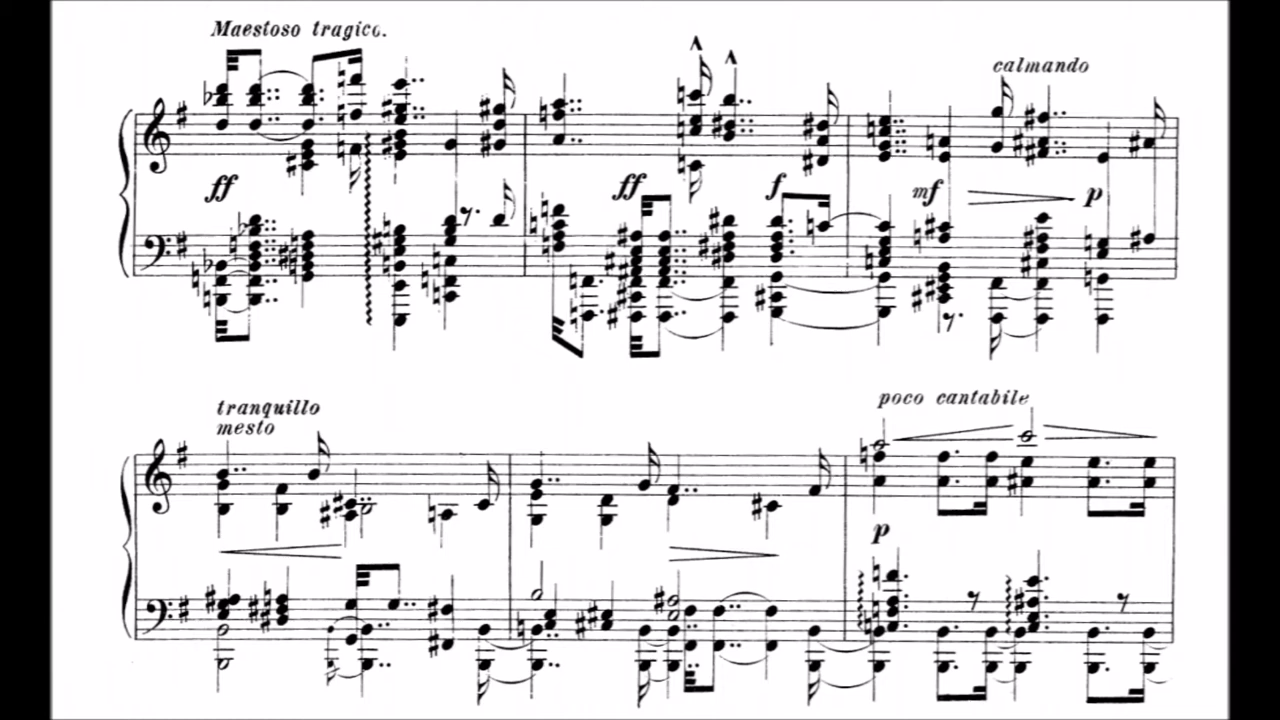 Maestoso tragico.
calmando
ff
ff
f
mf
p
tranquillo
mesto
poco cantabile
p